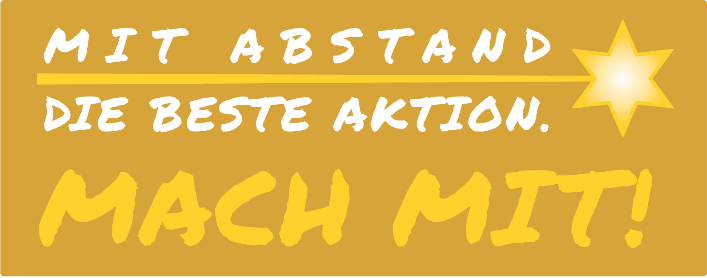 MIT ABSTAND
DIE BESTE AKTION.
MACH MIT!